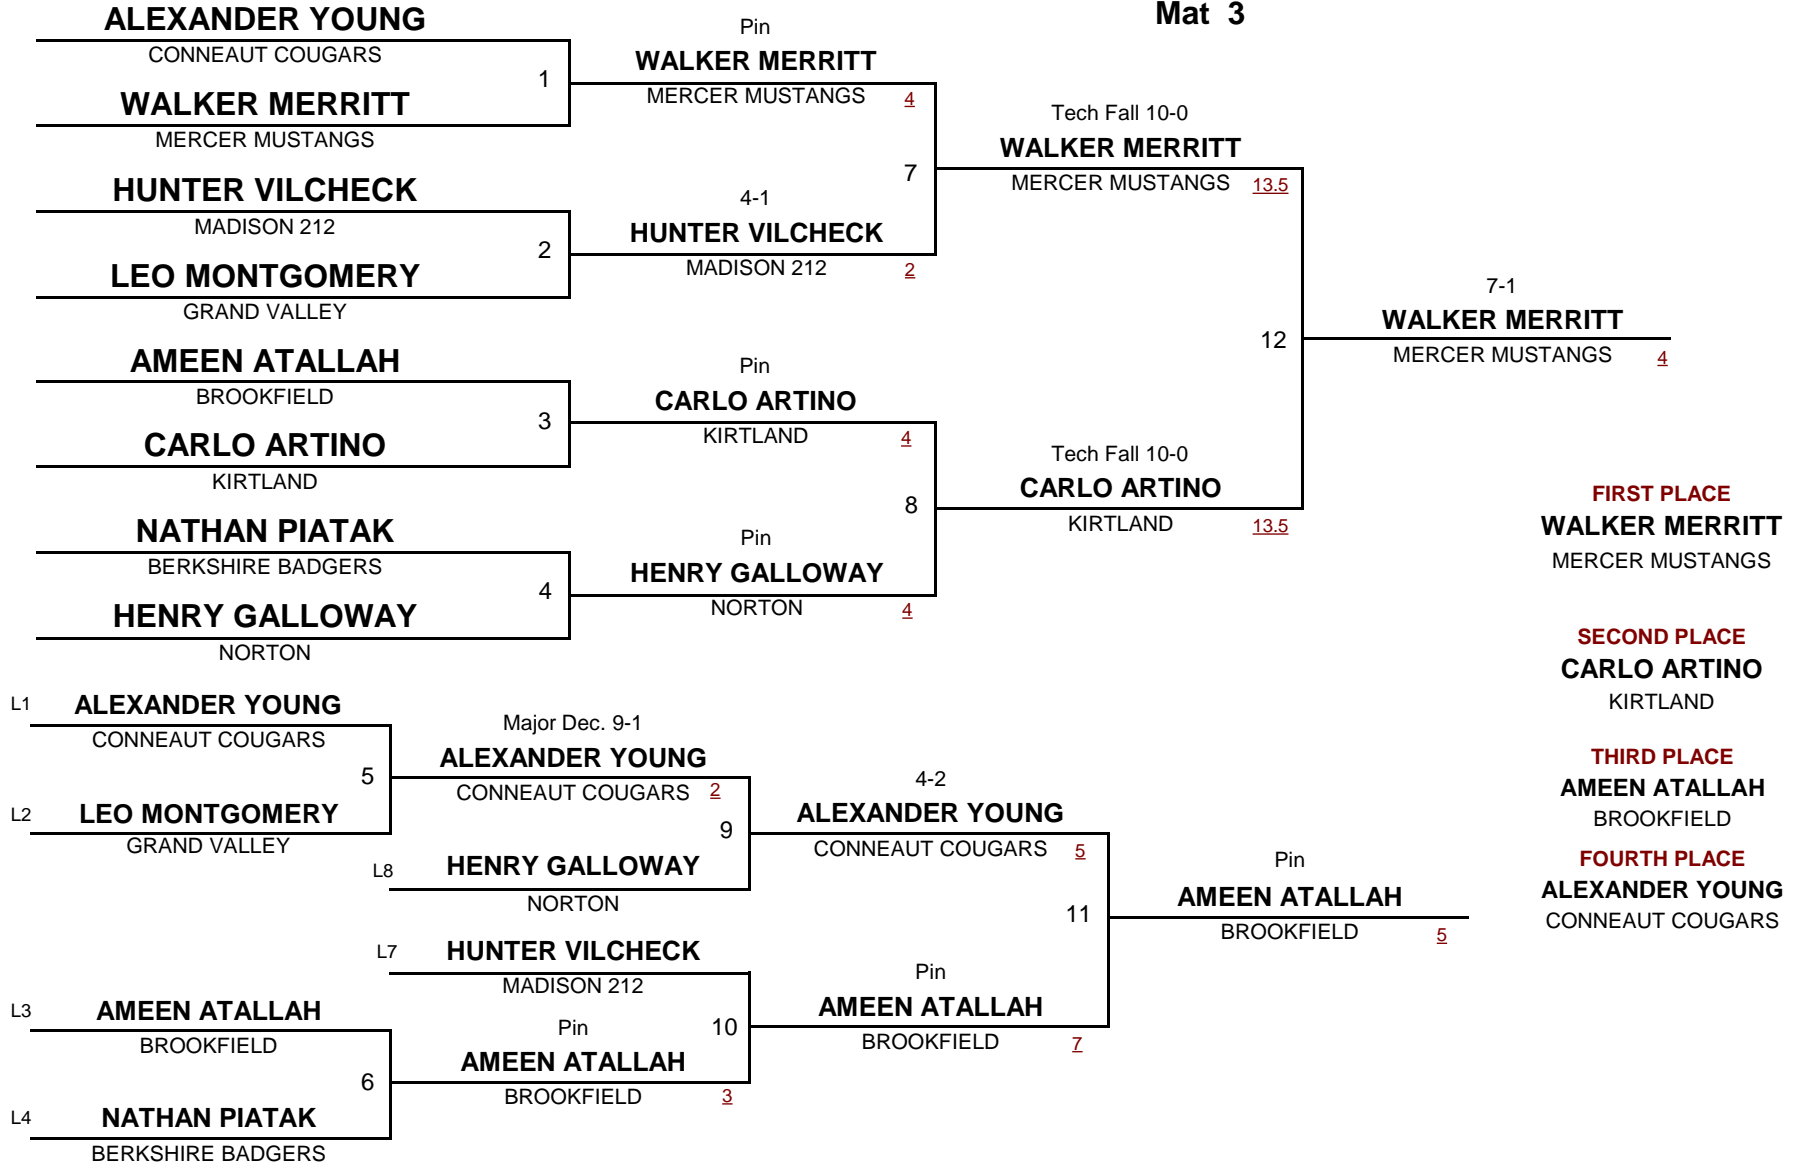 Mat 3
ALEXANDER YOUNG
CONNEAUT COUGARS
1
WALKER MERRITT
MERCER MUSTANGS
HUNTER VILCHECK
MADISON 212
2
LEO MONTGOMERY
GRAND VALLEY
AMEEN ATALLAH
BROOKFIELD
3
CARLO ARTINO
KIRTLAND
NATHAN PIATAK
BERKSHIRE BADGERS
4
HENRY GALLOWAY
NORTON
Pin
WALKER MERRITT
MERCER MUSTANGS 4
7
4-1
HUNTER VILCHECK
MADISON 212 2
Pin
CARLO ARTINO
KIRTLAND 4
8
Pin
HENRY GALLOWAY
NORTON 4
Tech Fall 10-0
WALKER MERRITT
MERCER MUSTANGS 13.5
12
Tech Fall 10-0
CARLO ARTINO
KIRTLAND 13.5
7-1
WALKER MERRITT
MERCER MUSTANGS 4
FIRST PLACE
WALKER MERRITT
MERCER MUSTANGS
SECOND PLACE
CARLO ARTINO
KIRTLAND
THIRD PLACE
AMEEN ATALLAH
BROOKFIELD
FOURTH PLACE
ALEXANDER YOUNG
CONNEAUT COUGARS
L1 ALEXANDER YOUNG
CONNEAUT COUGARS
5
L2 LEO MONTGOMERY
GRAND VALLEY
L3 AMEEN ATALLAH
BROOKFIELD
6
L4 NATHAN PIATAK
BERKSHIRE BADGERS
Major Dec. 9-1
ALEXANDER YOUNG
CONNEAUT COUGARS 2
9
L8 HENRY GALLOWAY
NORTON
L7 HUNTER VILCHECK
MADISON 212
10
Pin
AMEEN ATALLAH
BROOKFIELD 3
4-2
ALEXANDER YOUNG
CONNEAUT COUGARS 5
11
Pin
AMEEN ATALLAH
BROOKFIELD 7
Pin
AMEEN ATALLAH
BROOKFIELD 5